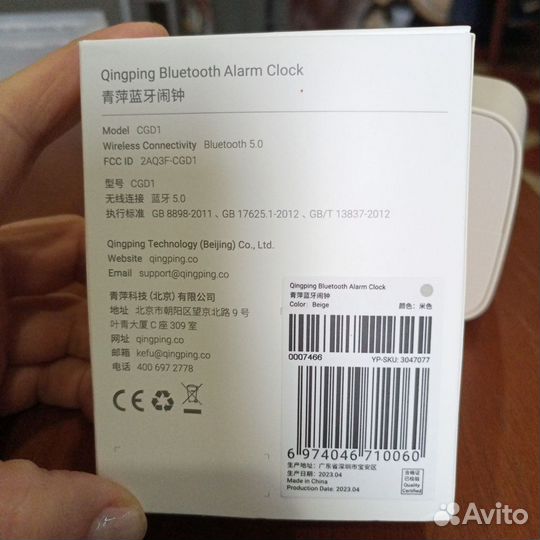 Qingping Bluetooth Alarm Clock
青萍蓝牙闹钟
Model CGD1
Wireless Connectivity Bluetooth 5.0
FCC ID 2AQ3F-CGD1
型号 CGD1
无线连接 蓝牙 5.0
执行标准 GB 8898-2011 、GB 17625.1-2012 、GB/T 13837-2012
Qingping Technology (Beijing) Co., Ltd.
Website qingping.co
Email support@qingping.co
青萍科技（北京）有限公司
地址 北京市朝阳区望京北路 9 号
叶青大厦 C 座 309 室
网址 qingping.co
邮箱 kefu@qingping.co
电话 400 697 2778
CE
Qingping Bluetooth Alarm Clock
青萍蓝牙闹钟
Color: Beige 颜色: 米色
0007466 YP-SKU: 3047077
6 974046 710060
生产地址: 广东省深圳市宝安区
生产日期: 2023.04
Made in China
Production Date: 2023.04
合格证
已检验
Quality
Certified
Avito